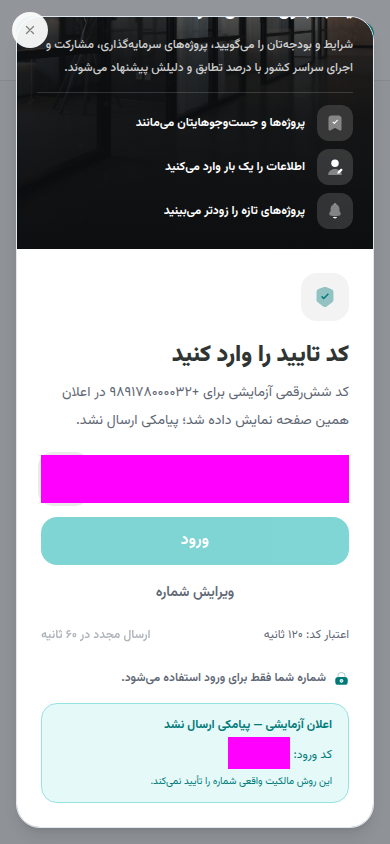 شرایط و بودجه‌تان را می‌گویید، پروژه‌های سرمایه‌گذاری، مشارکت و
اجرای سراسر کشور با درصد تطابق و دلیلش پیشنهاد می‌شوند.
پروژه‌ها و جست‌وجوهایتان می‌مانند
اطلاعات را یک بار وارد می‌کنید
پروژه‌های تازه را زودتر می‌بینید
کد تایید را وارد کنید
کد شش‌رقمی آزمایشی برای +۹۸۹۱۷۸۰۰۰۰۳۲ در اعلان
همین صفحه نمایش داده شد؛ پیامکی ارسال نشد.
ورود
ویرایش شماره
اعتبار کد: ۱۲۰ ثانیه
ارسال مجدد در ۶۰ ثانیه
شماره شما فقط برای ورود استفاده می‌شود.
اعلان آزمایشی — پیامکی ارسال نشد
کد ورود:
این روش مالکیت واقعی شماره را تأیید نمی‌کند.